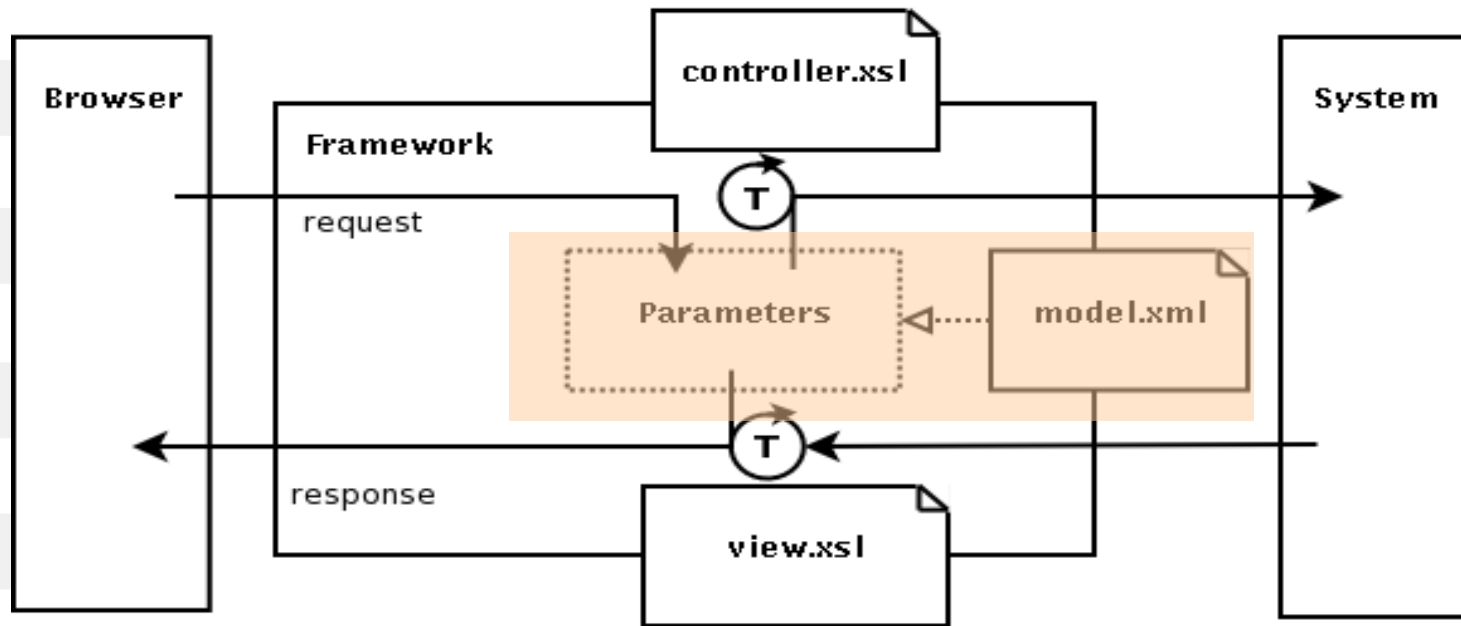 controller.xsl
Browser
System
Framework
T
request
Parameters
model.xml
T
response
view.xsl